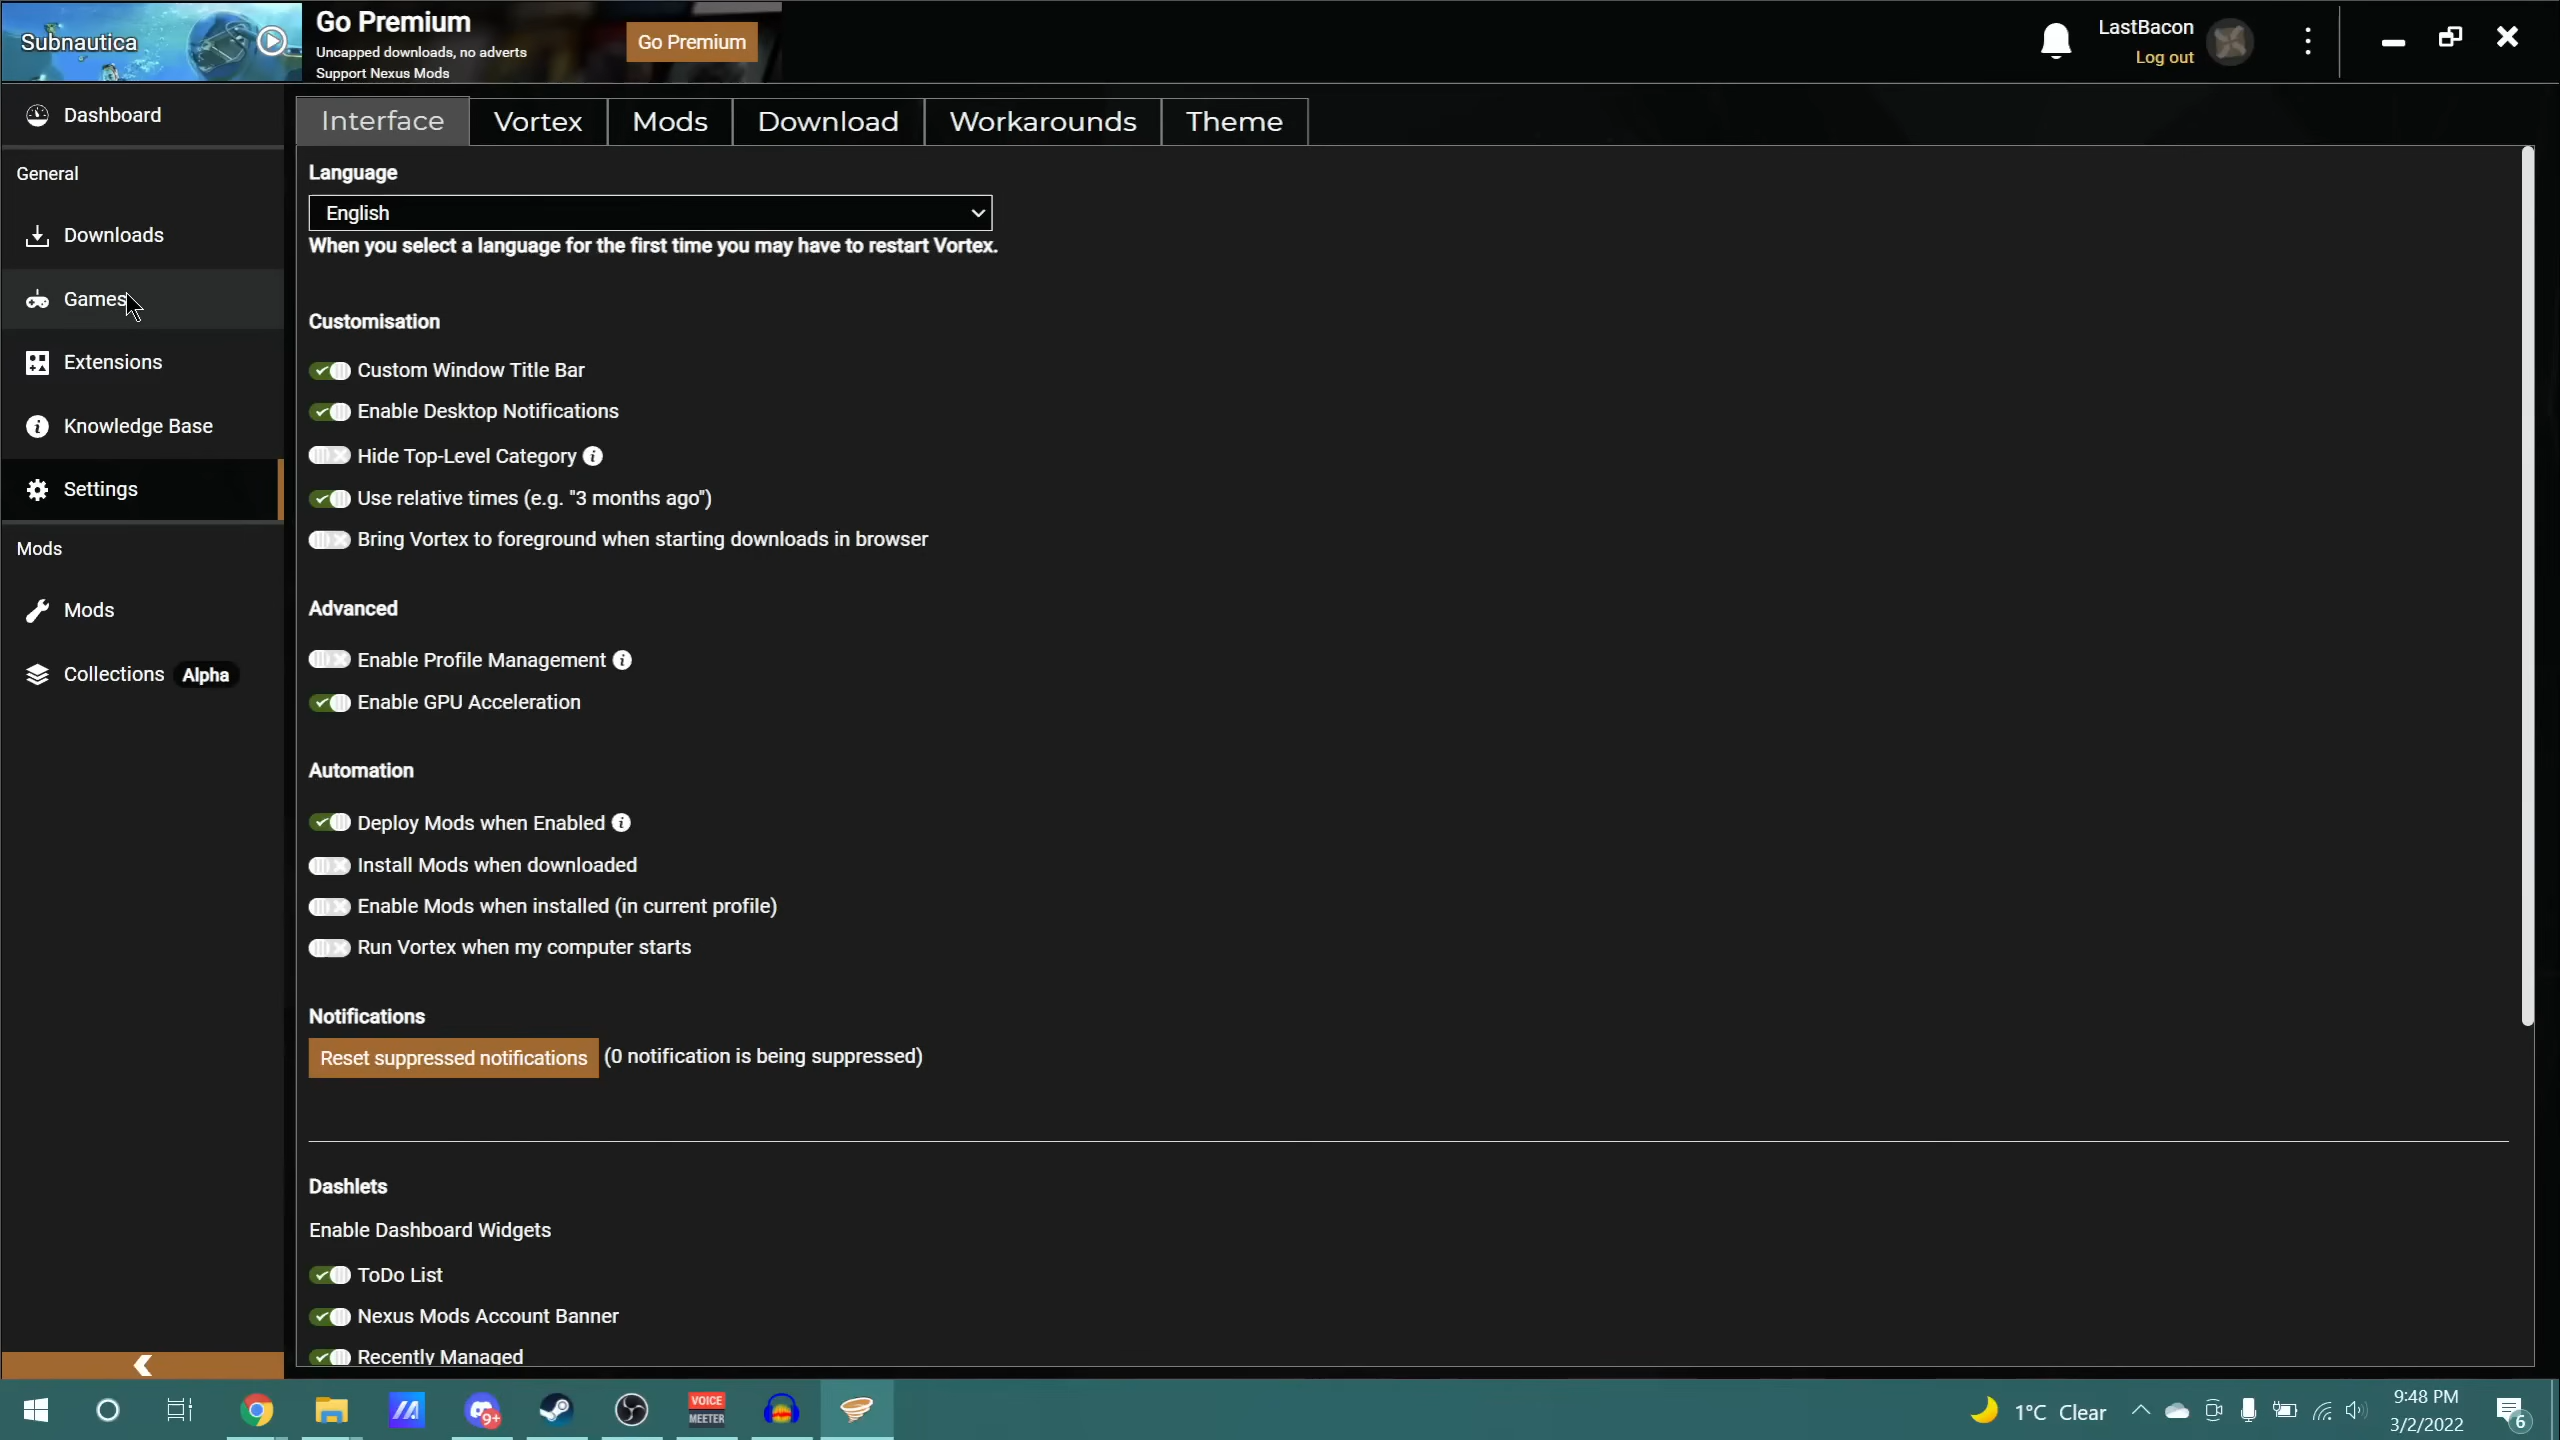 Subnautica
Go Premium
Uncapped downloads, no adverts
Support Nexus Mods
Go Premium
LastBacon
Log out
Dashboard
General
Downloads
Games
Extensions
Knowledge Base
Settings
Mods
Mods
Collections Alpha
Interface Vortex Mods Download Workarounds Theme
Language
English
When you select a language for the first time you may have to restart Vortex.
Customisation
Custom Window Title Bar
Enable Desktop Notifications
Hide Top-Level Category
Use relative times (e.g. "3 months ago")
Bring Vortex to foreground when starting downloads in browser
Advanced
Enable Profile Management
Enable GPU Acceleration
Automation
Deploy Mods when Enabled
Install Mods when downloaded
Enable Mods when installed (in current profile)
Run Vortex when my computer starts
Notifications
Reset suppressed notifications (0 notification is being suppressed)
Dashlets
Enable Dashboard Widgets
ToDo List
Nexus Mods Account Banner
Recently Managed
9+
VOICE
MEETER
1°C Clear
9:48 PM
3/2/2022
6